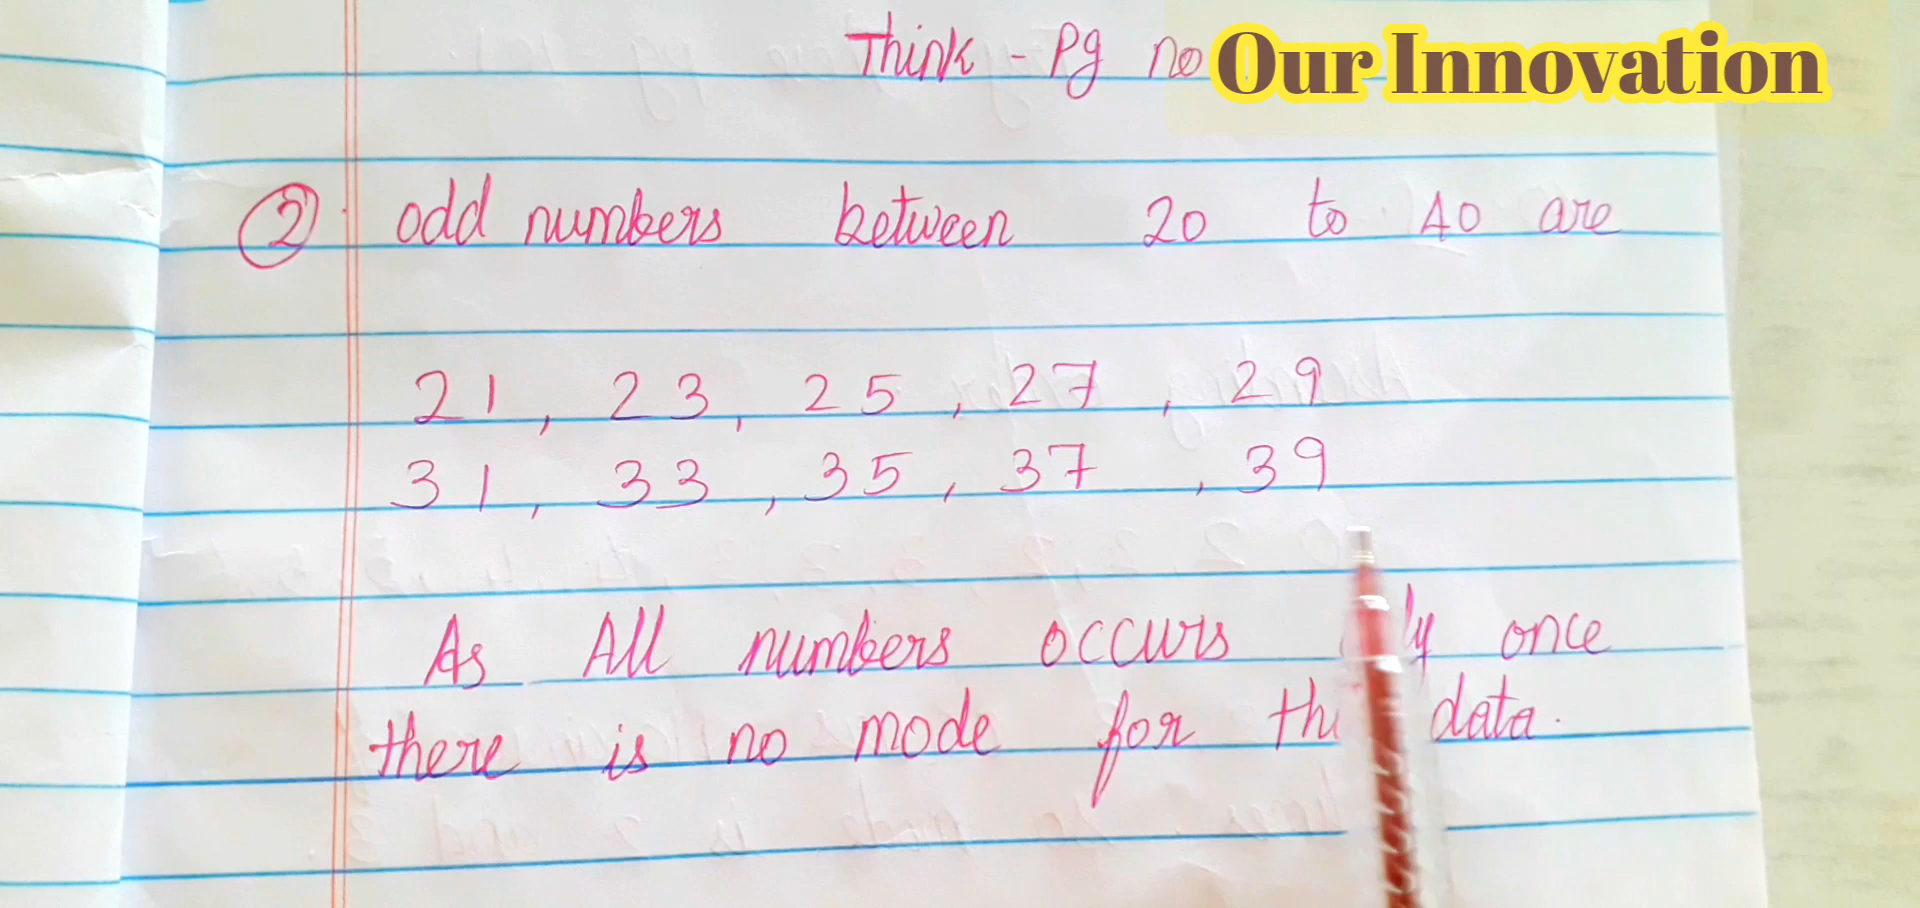 Think - Pg no
Our Innovation
② odd numbers between 20 to 40 are
21, 23, 25, 27, 29
31, 33, 35, 37, 39
As All numbers occurs once
there is no mode for data.